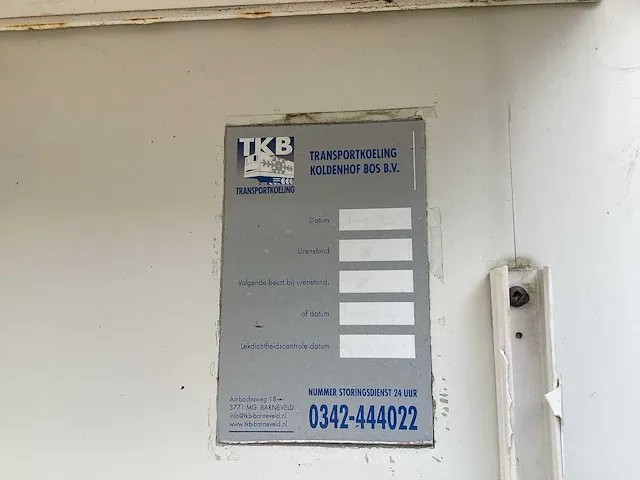 TKB
TRANSPORTKOELING
TRANSPORTKOELING
KOLDENHOF BOS B.V.
Datum
Urenstand
Volgende beurt bij urenstand,
of datum
Lekdichtheidscontrole datum
Ambachtsweg 18
3771 MG BARNEVELD
info@tkb-barneveld.nl
www.tkb-barneveld.nl
NUMMER STORINGSDIENST 24 UUR
0342-444022